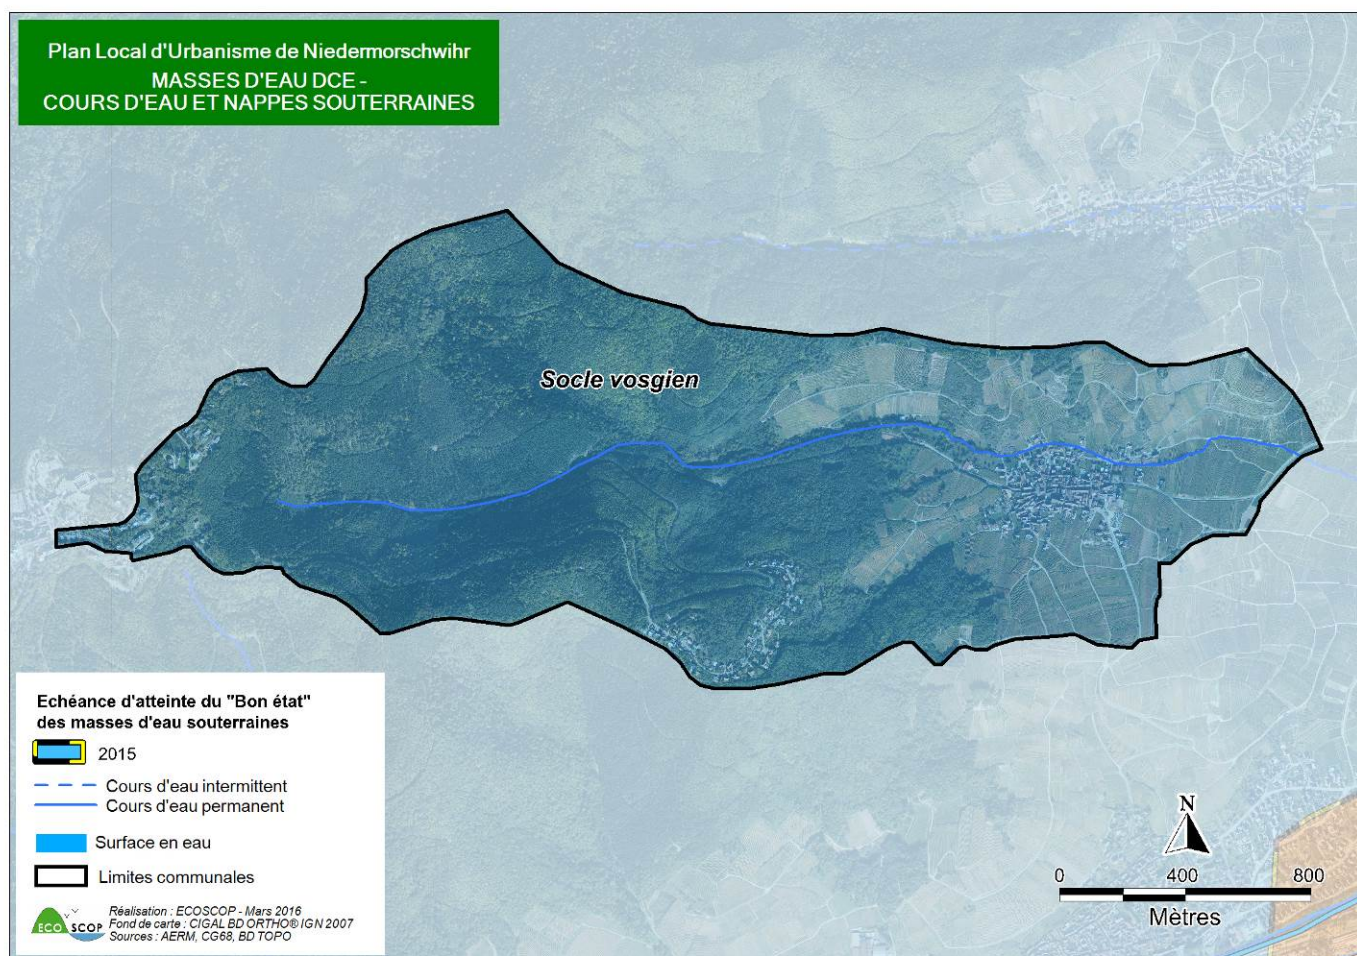 Plan Local d'Urbanisme de Niedermorschwihr
MASSES D'EAU DCE -
COURS D'EAU ET NAPPES SOUTERRAINES
Socle vosgien
Echéance d'atteinte du "Bon état"
des masses d'eau souterraines
2015
Cours d'eau intermittent
Cours d'eau permanent
Surface en eau
Limites communales
ECO SCOP
Réalisation : ECOSCOP - Mars 2016
Fond de carte : CIGAL BD ORTHO® IGN 2007
Sources : AERM, CG68, BD TOPO
N
0 400 800
Mètres